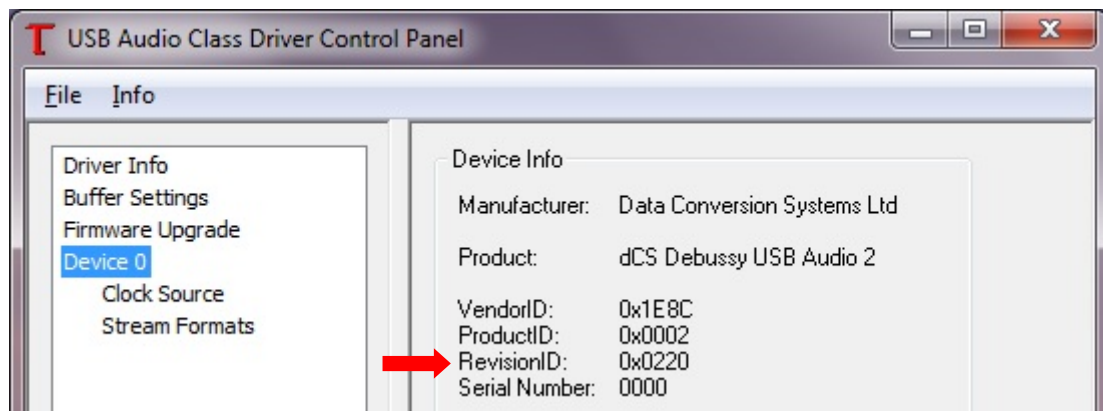 USB Audio Class Driver Control Panel
File Info
Driver Info
Buffer Settings
Firmware Upgrade
Device 0
Clock Source
Stream Formats
Device Info
Manufacturer: Data Conversion Systems Ltd
Product: dCS Debussy USB Audio 2
VendorID: 0x1E8C
ProductID: 0x0002
RevisionID: 0x0220
Serial Number: 0000